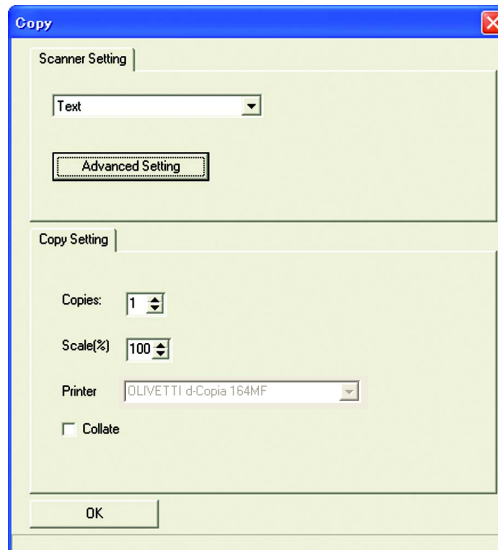 Copy
Scanner Setting
Text
Advanced Setting
Copy Setting
Copies: 1
Scale(%) 100
Printer OLIVETTI d-Copia 164MF
Collate
OK